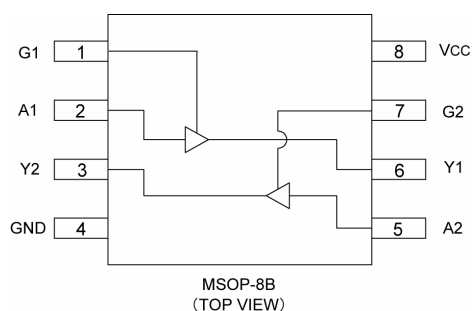 G1 1 8 VCC
A1 2 7 G2
Y2 3 6 Y1
GND 4 5 A2
MSOP-8B
(TOP VIEW)